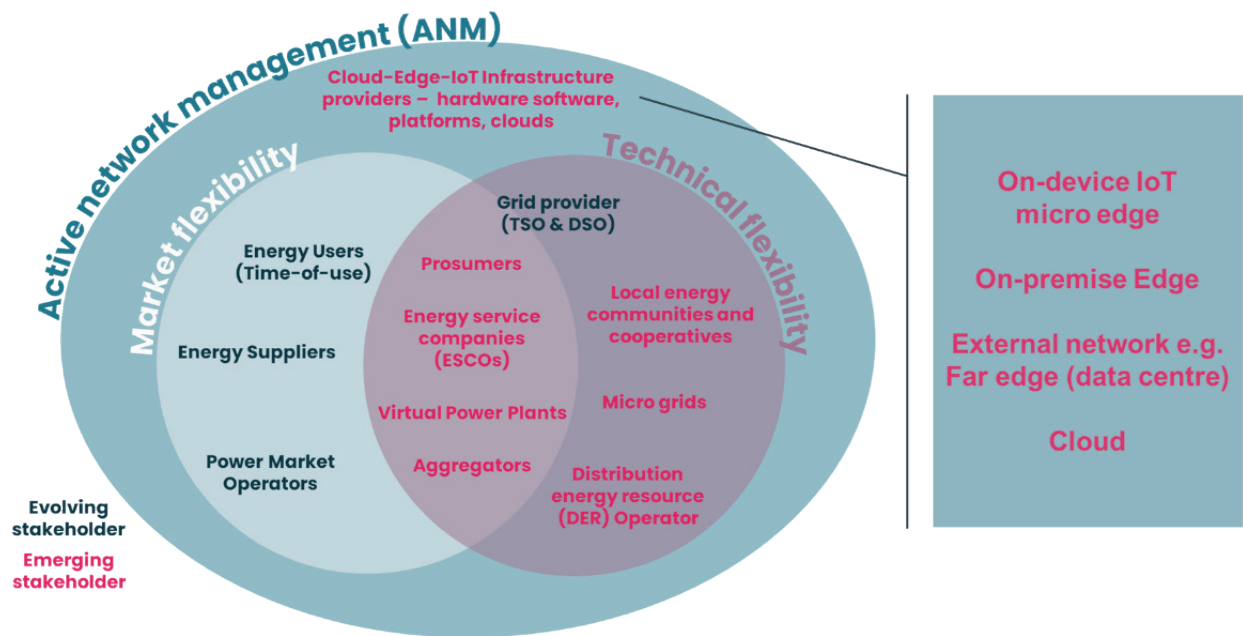 Active network management (ANM)
Cloud-Edge-IoT Infrastructure
providers – hardware software,
platforms, clouds
Market flexibility
Technical flexibility
Grid provider
(TSO & DSO)
Energy Users
(Time-of-use)
Prosumers
Local energy
communities and
cooperatives
Energy service
companies
(ESCOs)
Energy Suppliers
Micro grids
Virtual Power Plants
Power Market
Operators
Aggregators
Distribution
energy resource
(DER) Operator
Evolving
stakeholder
Emerging
stakeholder
On-device IoT
micro edge
On-premise Edge
External network e.g.
Far edge (data centre)
Cloud